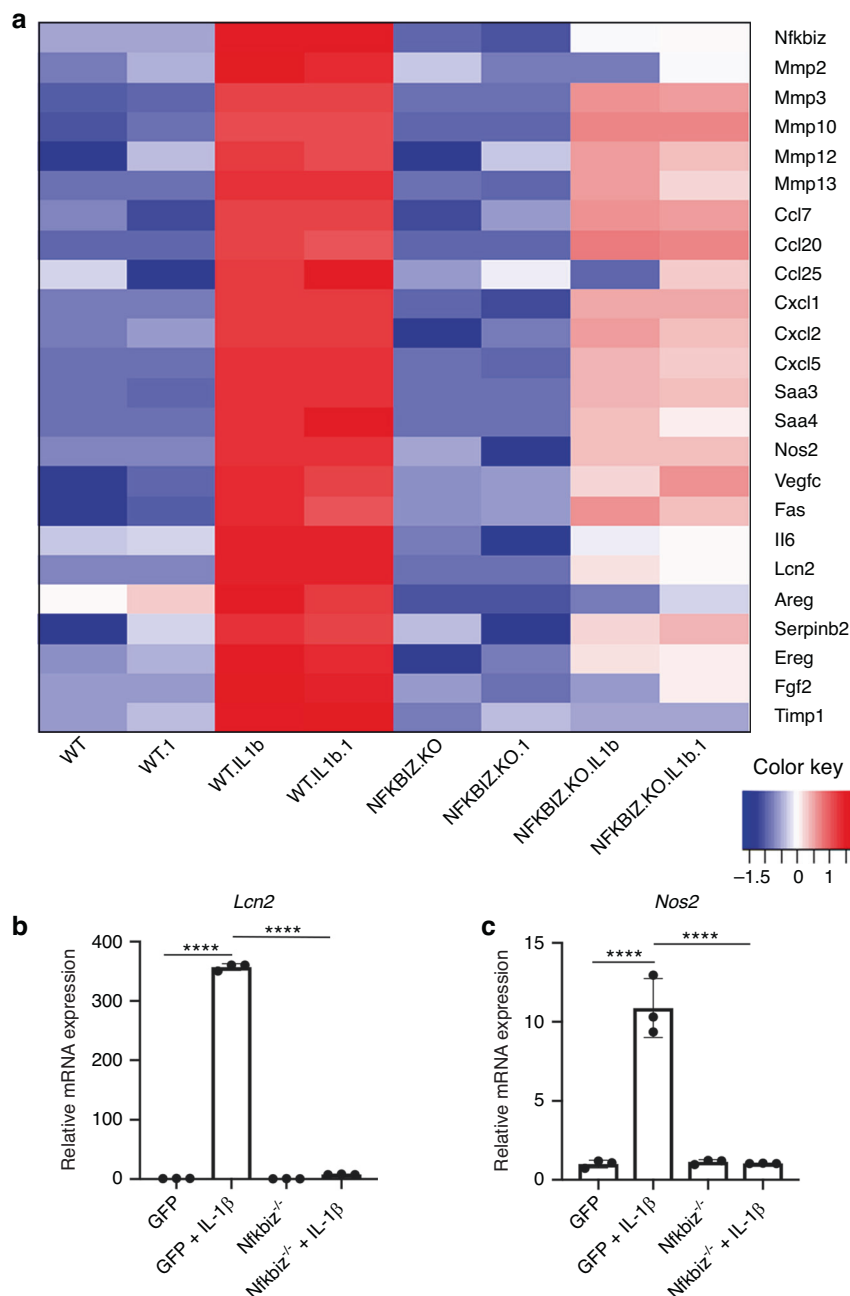 a
Nfkbiz
Mmp2
Mmp3
Mmp10
Mmp12
Mmp13
Ccl7
Ccl20
Ccl25
Cxcl1
Cxcl2
Cxcl5
Saa3
Saa4
Nos2
Vegfc
Fas
Il6
Lcn2
Areg
Serpinb2
Ereg
Fgf2
Timp1
WT
WT.1
WT.IL1b
WT.IL1b.1
NFKBIZ.KO
NFKBIZ.KO.1
NFKBIZ.KO.IL1b
NFKBIZ.KO.IL1b.1
Color key
–1.5 0 1
b
Lcn2
Relative mRNA expression
400
300
200
100
0
****
****
GFP
GFP + IL-1β
Nfkbiz-/-
Nfkbiz-/- + IL-1β
c
Nos2
Relative mRNA expression
15
10
5
0
****
****
GFP
GFP + IL-1β
Nfkbiz-/-
Nfkbiz-/- + IL-1β